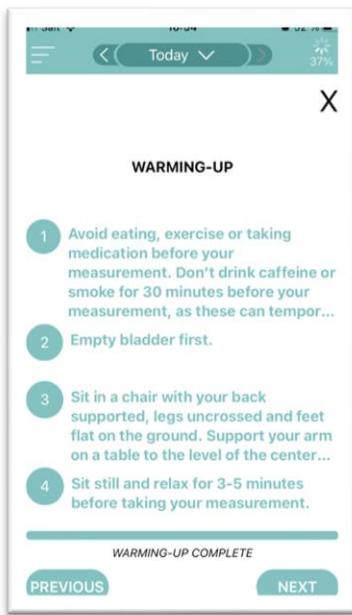 Today
37%
X
WARMING-UP
1
Avoid eating, exercise or taking
medication before your
measurement. Don't drink caffeine or
smoke for 30 minutes before your
measurement, as these can tempor...
2
Empty bladder first.
3
Sit in a chair with your back
supported, legs uncrossed and feet
flat on the ground. Support your arm
on a table to the level of the center...
4
Sit still and relax for 3-5 minutes
before taking your measurement.
WARMING-UP COMPLETE
PREVIOUS
NEXT